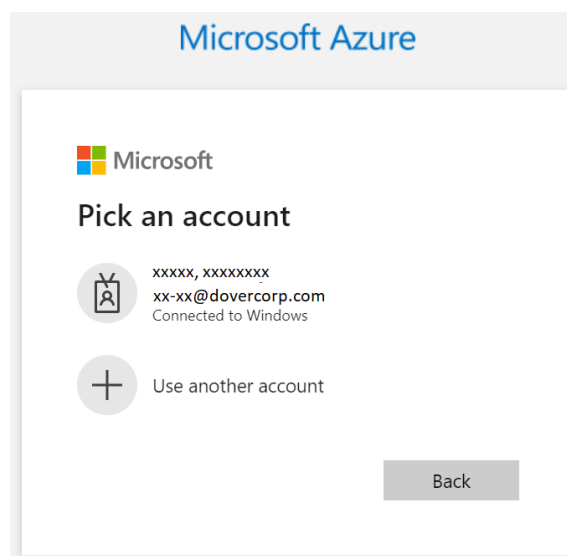 Microsoft Azure
Microsoft
Pick an account
xxxxx, xxxxxxxx
xx-xx@dovercorp.com
Connected to Windows
Use another account
Back